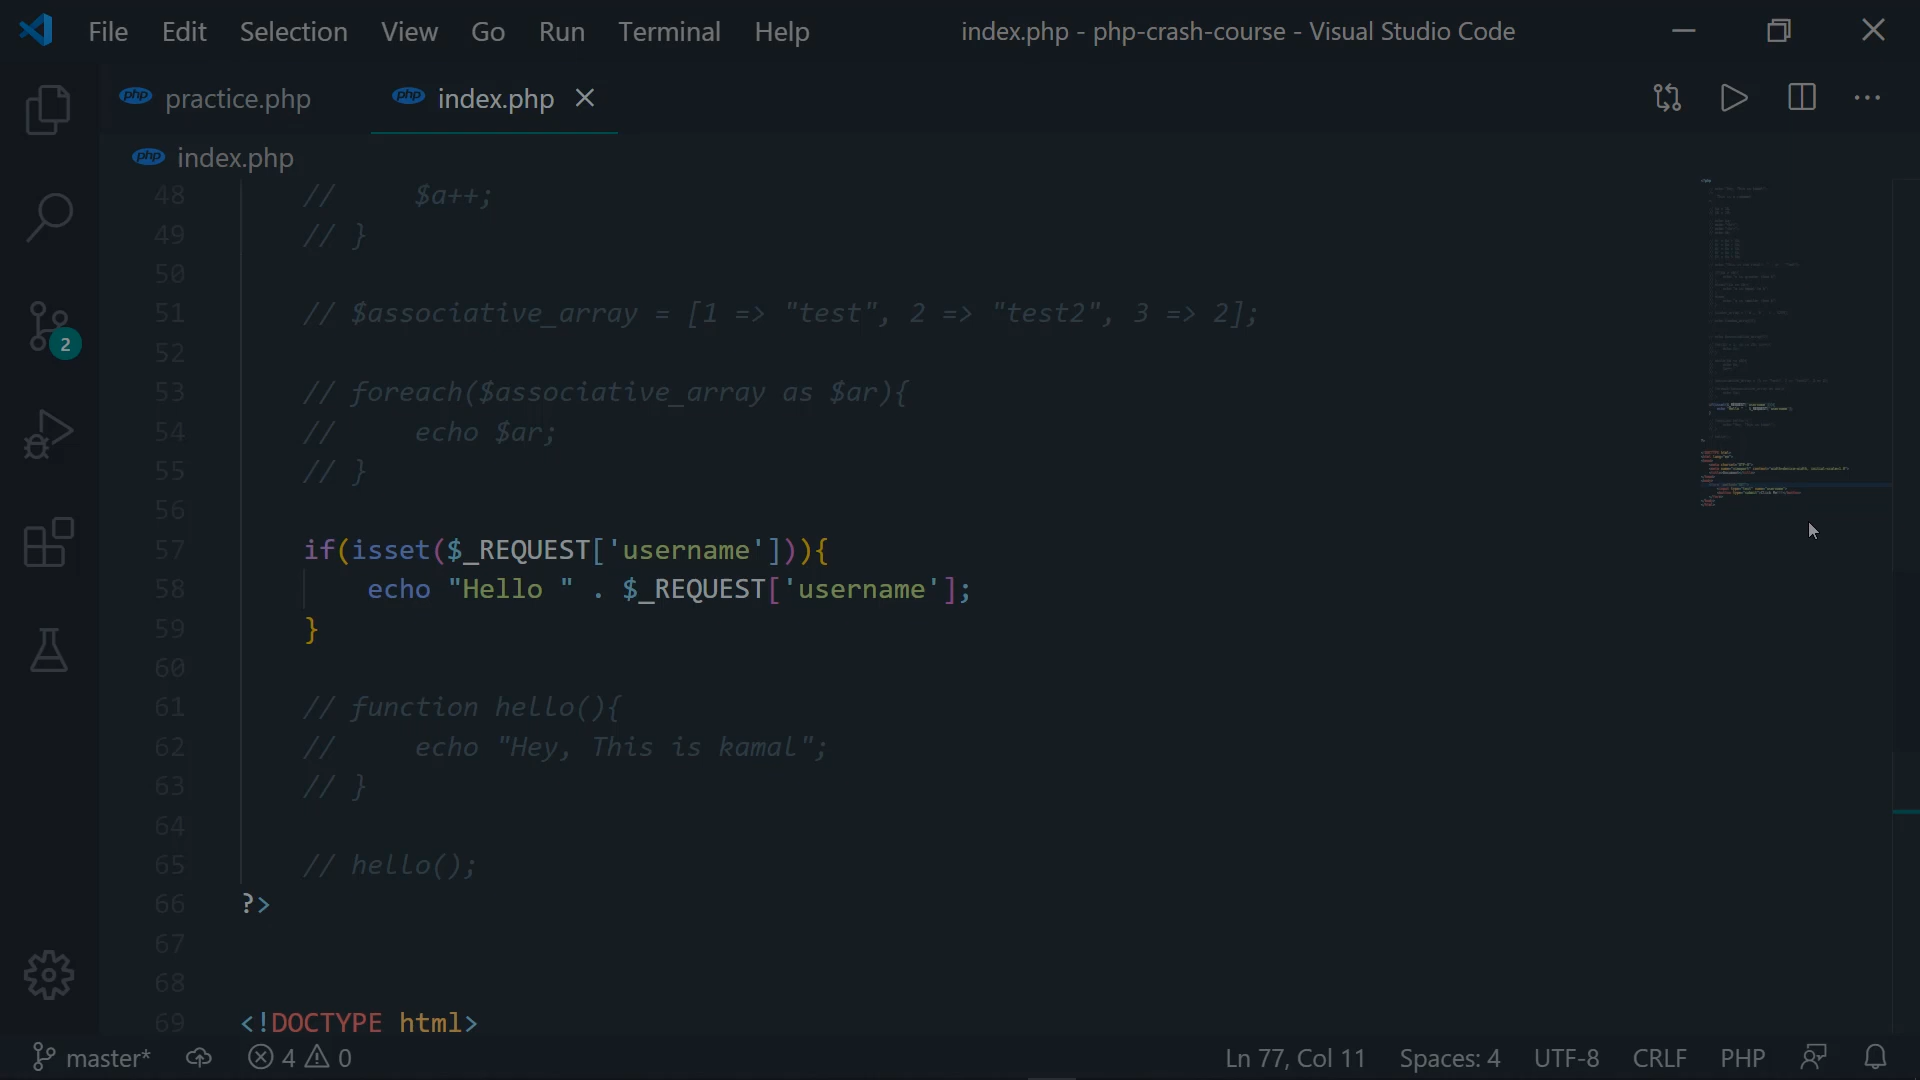 File Edit Selection View Go Run Terminal Help index.php - php-crash-course - Visual Studio Code
php practice.php php index.php
php index.php
48 // $a++;
49 // }
50
51 // $associative_array = [1 => "test", 2 => "test2", 3 => 2];
52
53 // foreach($associative_array as $ar){
54 // echo $ar;
55 // }
56
57 if(isset($_REQUEST['username'])){
58 echo "Hello " . $_REQUEST['username'];
59 }
60
61 // function hello(){
62 // echo "Hey, This is kamal";
63 // }
64
65 // hello();
66 ?>
67
68
69 <!DOCTYPE html>
2
master* 4 0 Ln 77, Col 11 Spaces: 4 UTF-8 CRLF PHP